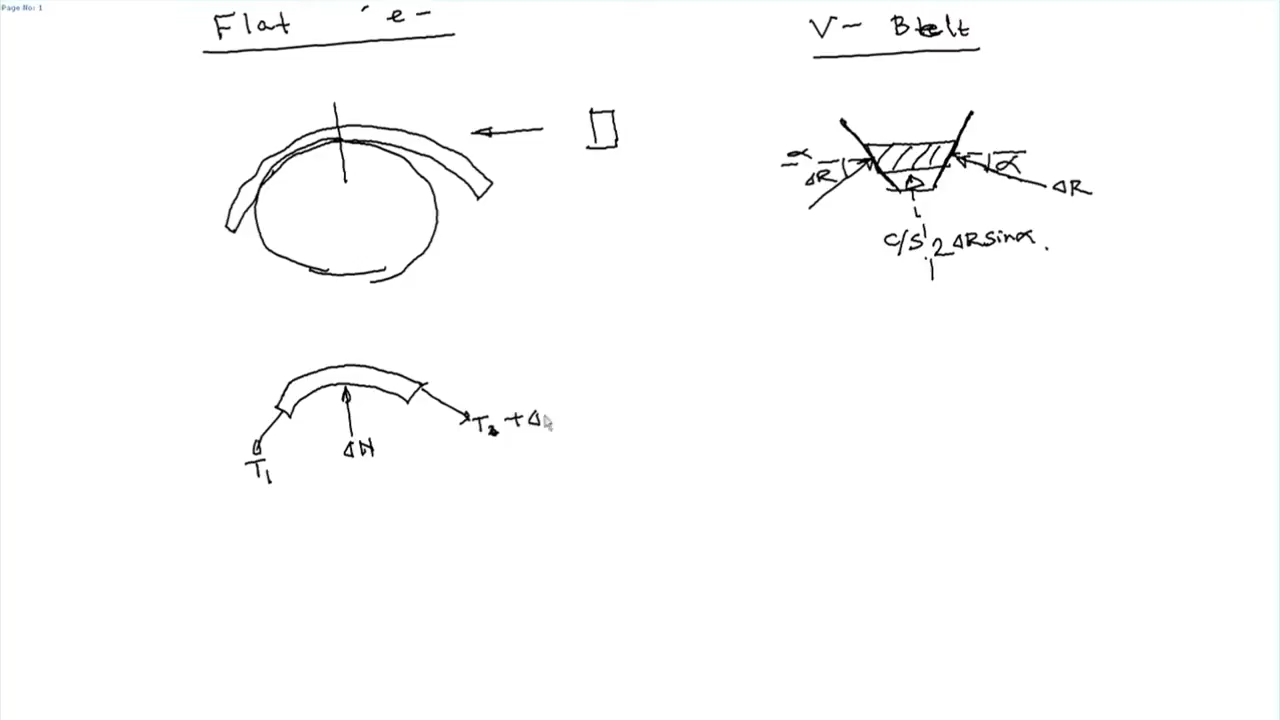 Page No: 1
Flat
V- Belt
α
ΔR
α
ΔR
C/S 2ΔRsinα.
T1
ΔN
T2 + Δ